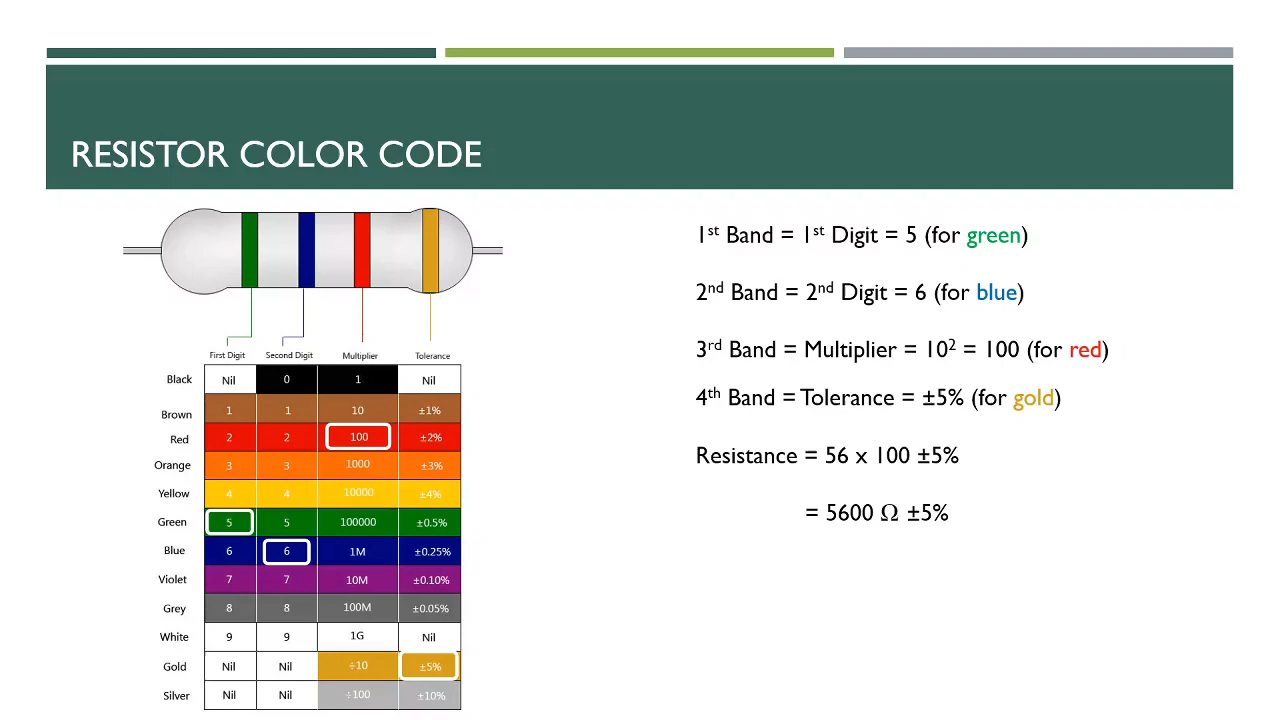 RESISTOR COLOR CODE
First Digit Second Digit Multiplier Tolerance
Black Nil 0 1 Nil
Brown 1 1 10 ±1%
Red 2 2 100 ±2%
Orange 3 3 1000 ±3%
Yellow 4 4 10000 ±4%
Green 5 5 100000 ±0.5%
Blue 6 6 1M ±0.25%
Violet 7 7 10M ±0.10%
Grey 8 8 100M ±0.05%
White 9 9 1G Nil
Gold Nil Nil ÷10 ±5%
Silver Nil Nil ÷100 ±10%
1st Band = 1st Digit = 5 (for green)
2nd Band = 2nd Digit = 6 (for blue)
3rd Band = Multiplier = 10² = 100 (for red)
4th Band = Tolerance = ±5% (for gold)
Resistance = 56 x 100 ±5%
= 5600 Ω ±5%